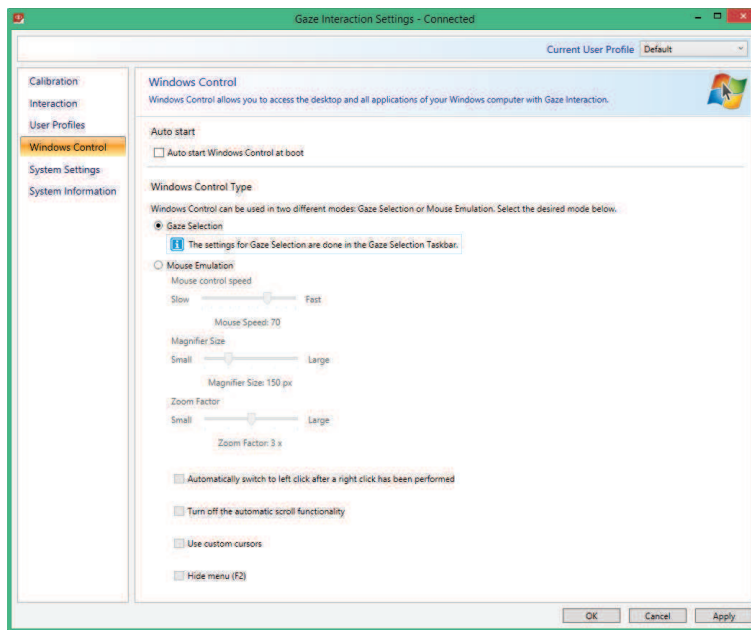 Gaze Interaction Settings - Connected
Current User Profile Default
Calibration
Interaction
User Profiles
Windows Control
System Settings
System Information
Windows Control
Windows Control allows you to access the desktop and all applications of your Windows computer with Gaze Interaction.
Auto start
Auto start Windows Control at boot
Windows Control Type
Windows Control can be used in two different modes: Gaze Selection or Mouse Emulation. Select the desired mode below.
Gaze Selection
The settings for Gaze Selection are done in the Gaze Selection Taskbar.
Mouse Emulation
Mouse control speed
Slow Fast
Mouse Speed: 70
Magnifier Size
Small Large
Magnifier Size: 150 px
Zoom Factor
Small Large
Zoom Factor: 3 x
Automatically switch to left click after a right click has been performed
Turn off the automatic scroll functionality
Use custom cursors
Hide menu (F2)
OK Cancel Apply